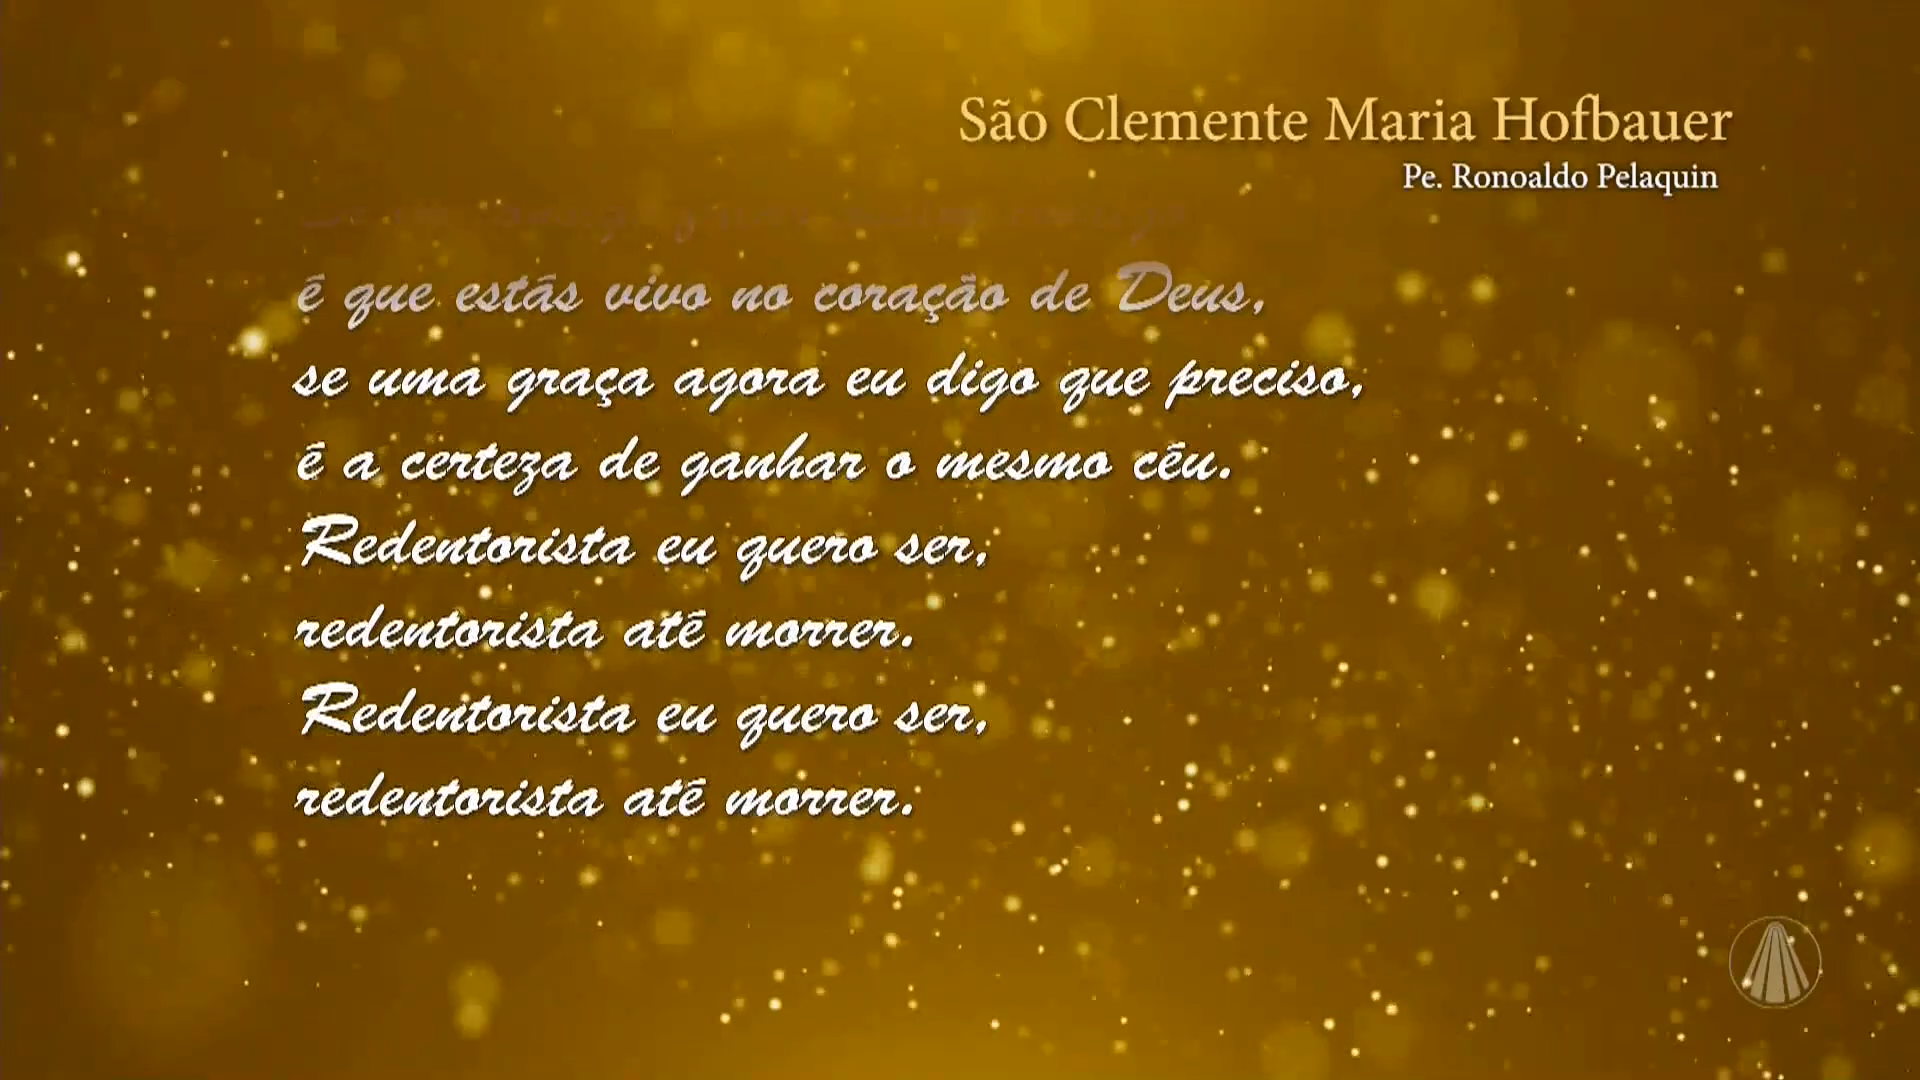 São Clemente Maria Hofbauer
Pe. Ronoaldo Pelaquin
é que estás vivo no coração de Deus,
se uma graça agora eu digo que preciso,
é a certeza de ganhar o mesmo céu.
Redentorista eu quero ser,
redentorista até morrer.
Redentorista eu quero ser,
redentorista até morrer.